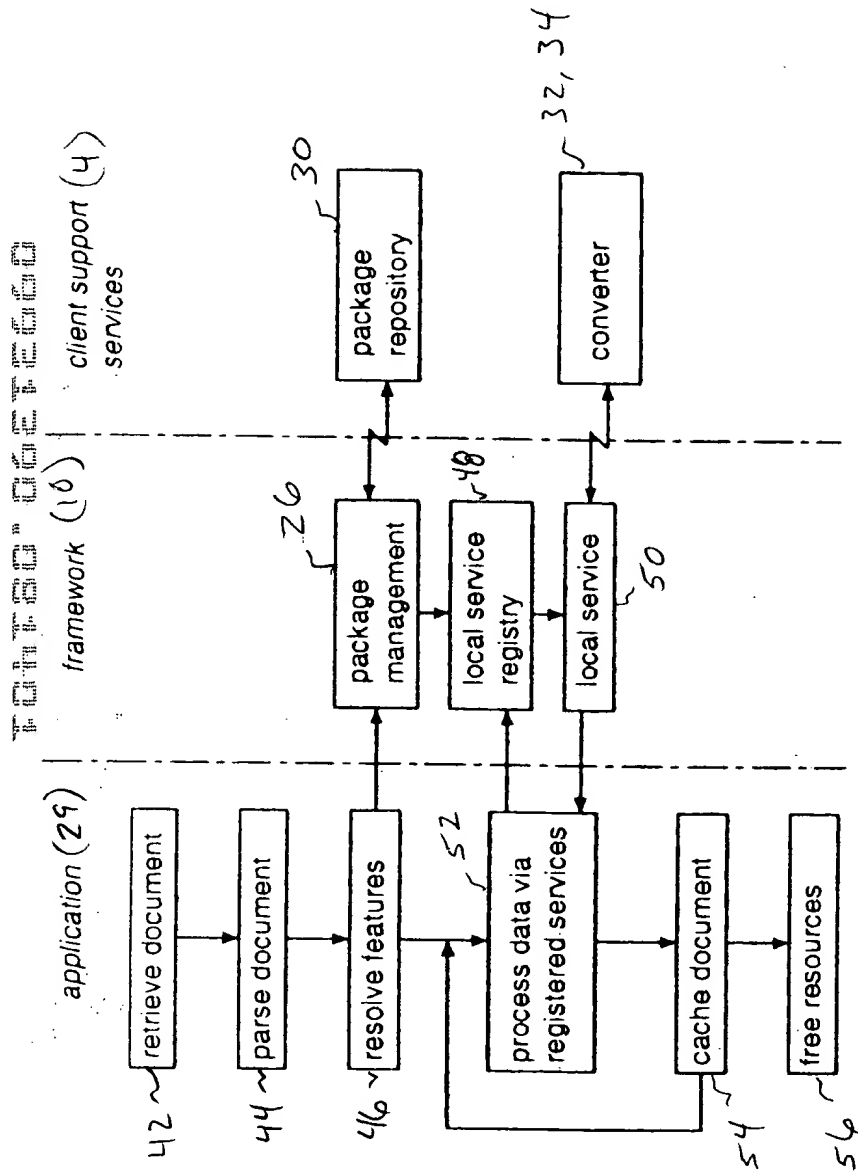 application (29)
framework (10)
client support (4)
services
42
retrieve document
44
parse document
46
resolve features
52
process data via
registered services
54
cache document
56
free resources
26
package
management
48
local service
registry
local service
50
30
package
repository
32, 34
converter